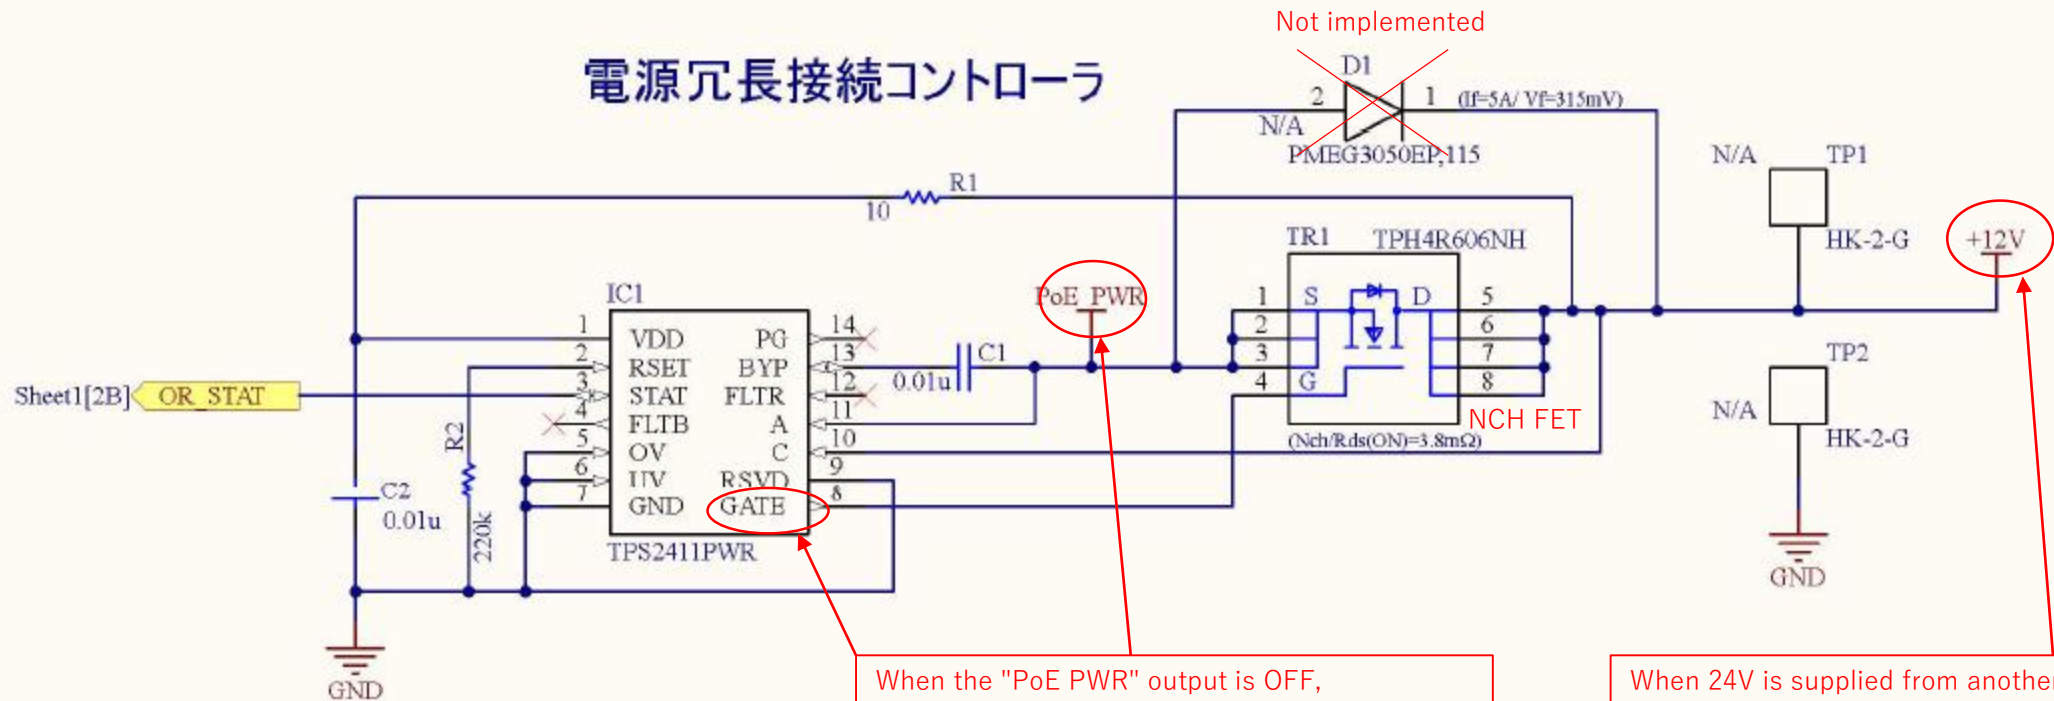 Not implemented
電源冗長接続コントローラ
D1
2
1
(If=5A/ Vf=315mV)
N/A
PMEG3050EP,115
R1
10
N/A
TP1
HK-2-G
+12V
TR1
TPH4R606NH
IC1
PoE_PWR
1
S
D
5
2
6
3
7
4
G
8
NCH FET
(Nch/Rds(ON)=3.8mΩ)
1
VDD
PG
14
2
RSET
BYP
13
3
STAT
FLTR
12
4
FLTB
A
11
5
OV
C
10
6
UV
RSVD
9
7
GND
GATE
8
TPS2411PWR
C1
0.01u
Sheet1[2B]
OR_STAT
R2
220k
C2
0.01u
TP2
N/A
HK-2-G
GND
GND
When the "PoE PWR" output is OFF,
When 24V is supplied from another